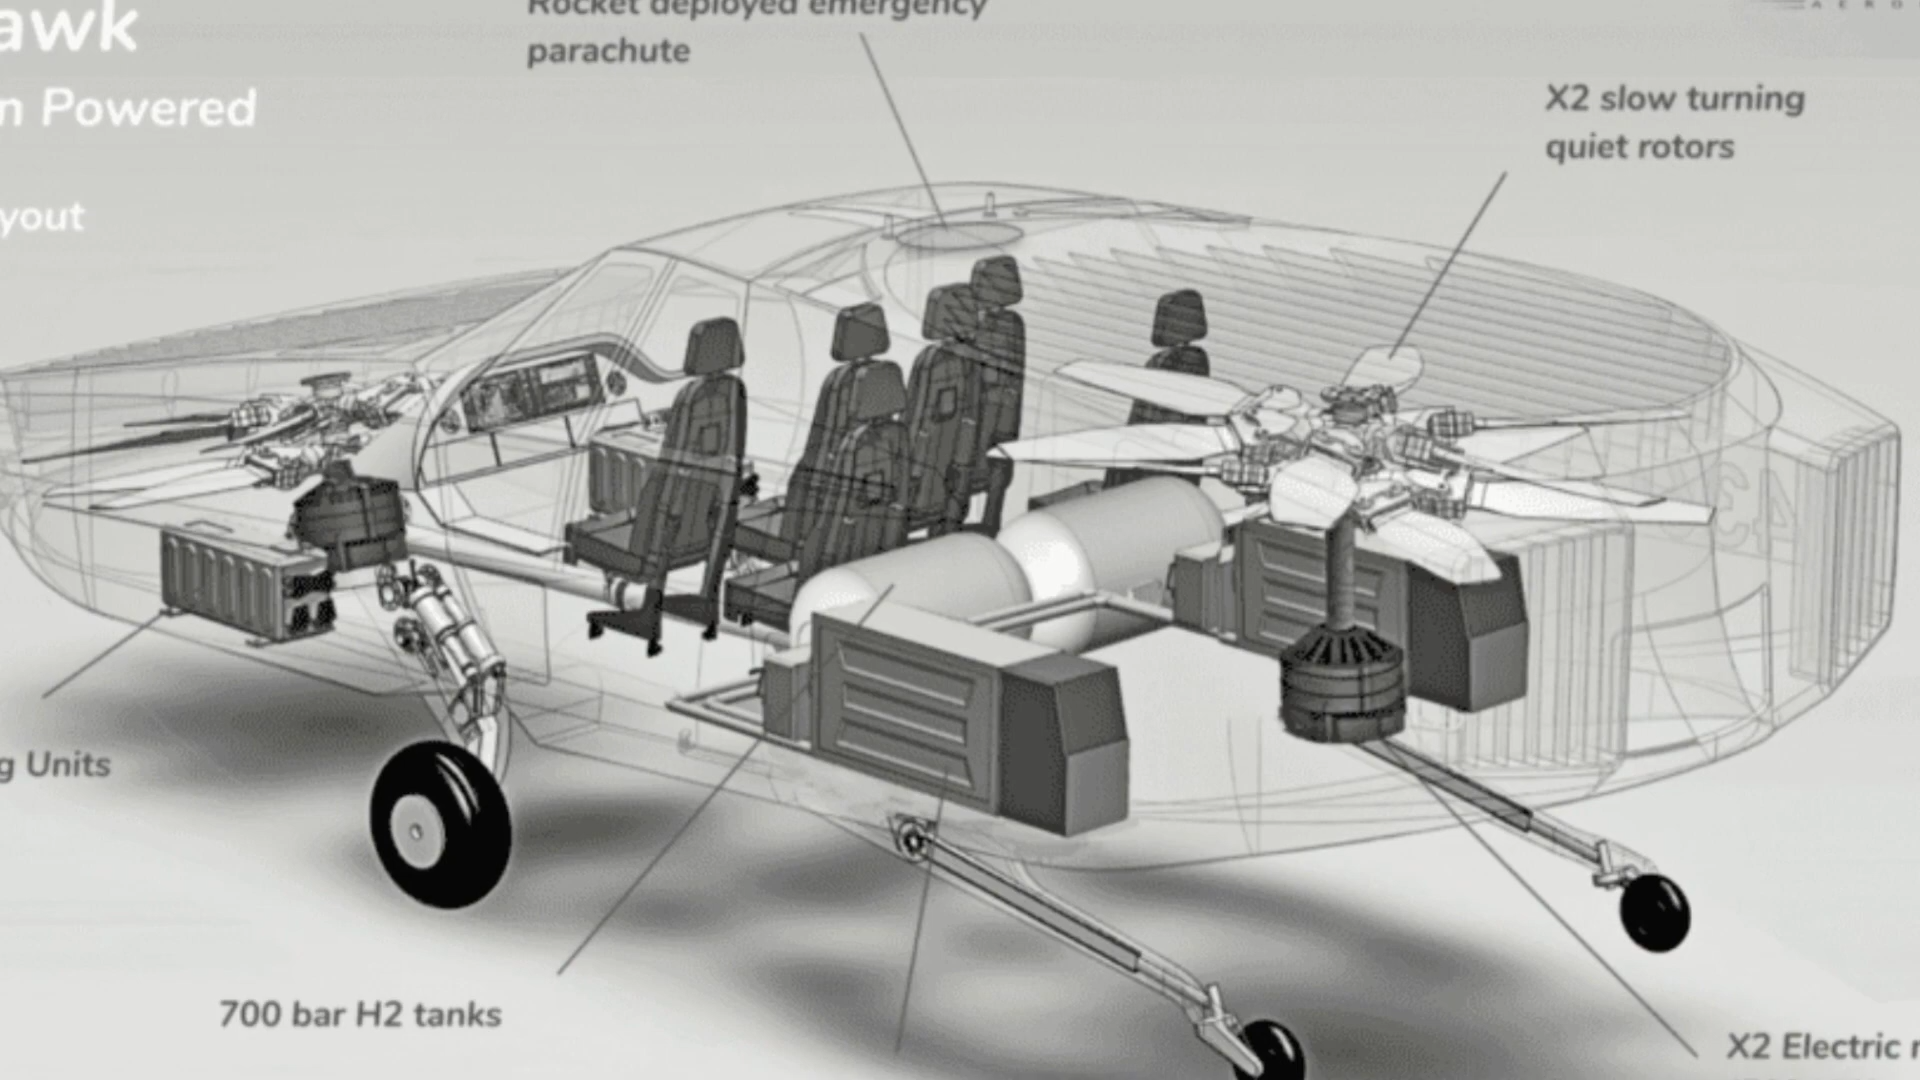 awk
n Powered
yout
Rocket deployed emergency
parachute
X2 slow turning
quiet rotors
g Units
700 bar H2 tanks
X2 Electric